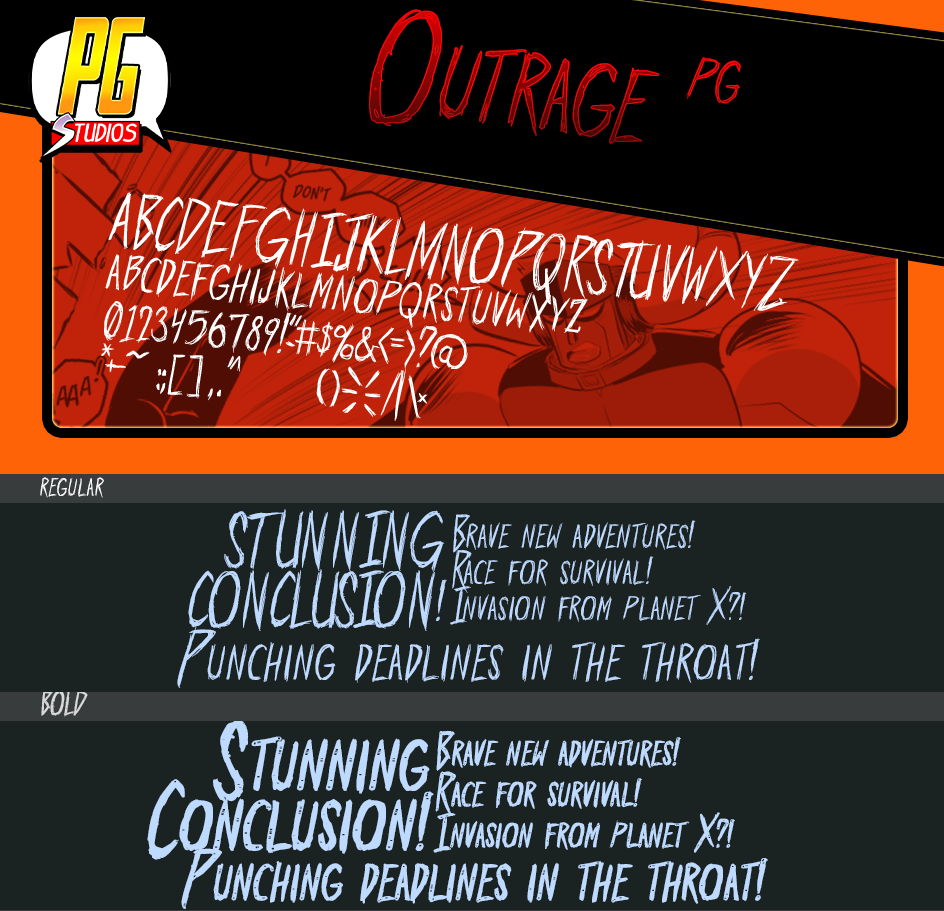 PG
STUDIOS
OUTRAGE PG
DON'T
ABCDEFGHIJKLMNOPQRSTUVWXYZ
ABCDEFGHIJKLMNOPQRSTUVWXYZ
0123456789!"#$%&<=>?@
*+-~:;[],.^
()/\
AAA?
REGULAR
STUNNING
CONCLUSION!
BRAVE NEW ADVENTURES!
RACE FOR SURVIVAL!
INVASION FROM PLANET X?!
PUNCHING DEADLINES IN THE THROAT!
BOLD
STUNNING
CONCLUSION!
BRAVE NEW ADVENTURES!
RACE FOR SURVIVAL!
INVASION FROM PLANET X?!
PUNCHING DEADLINES IN THE THROAT!